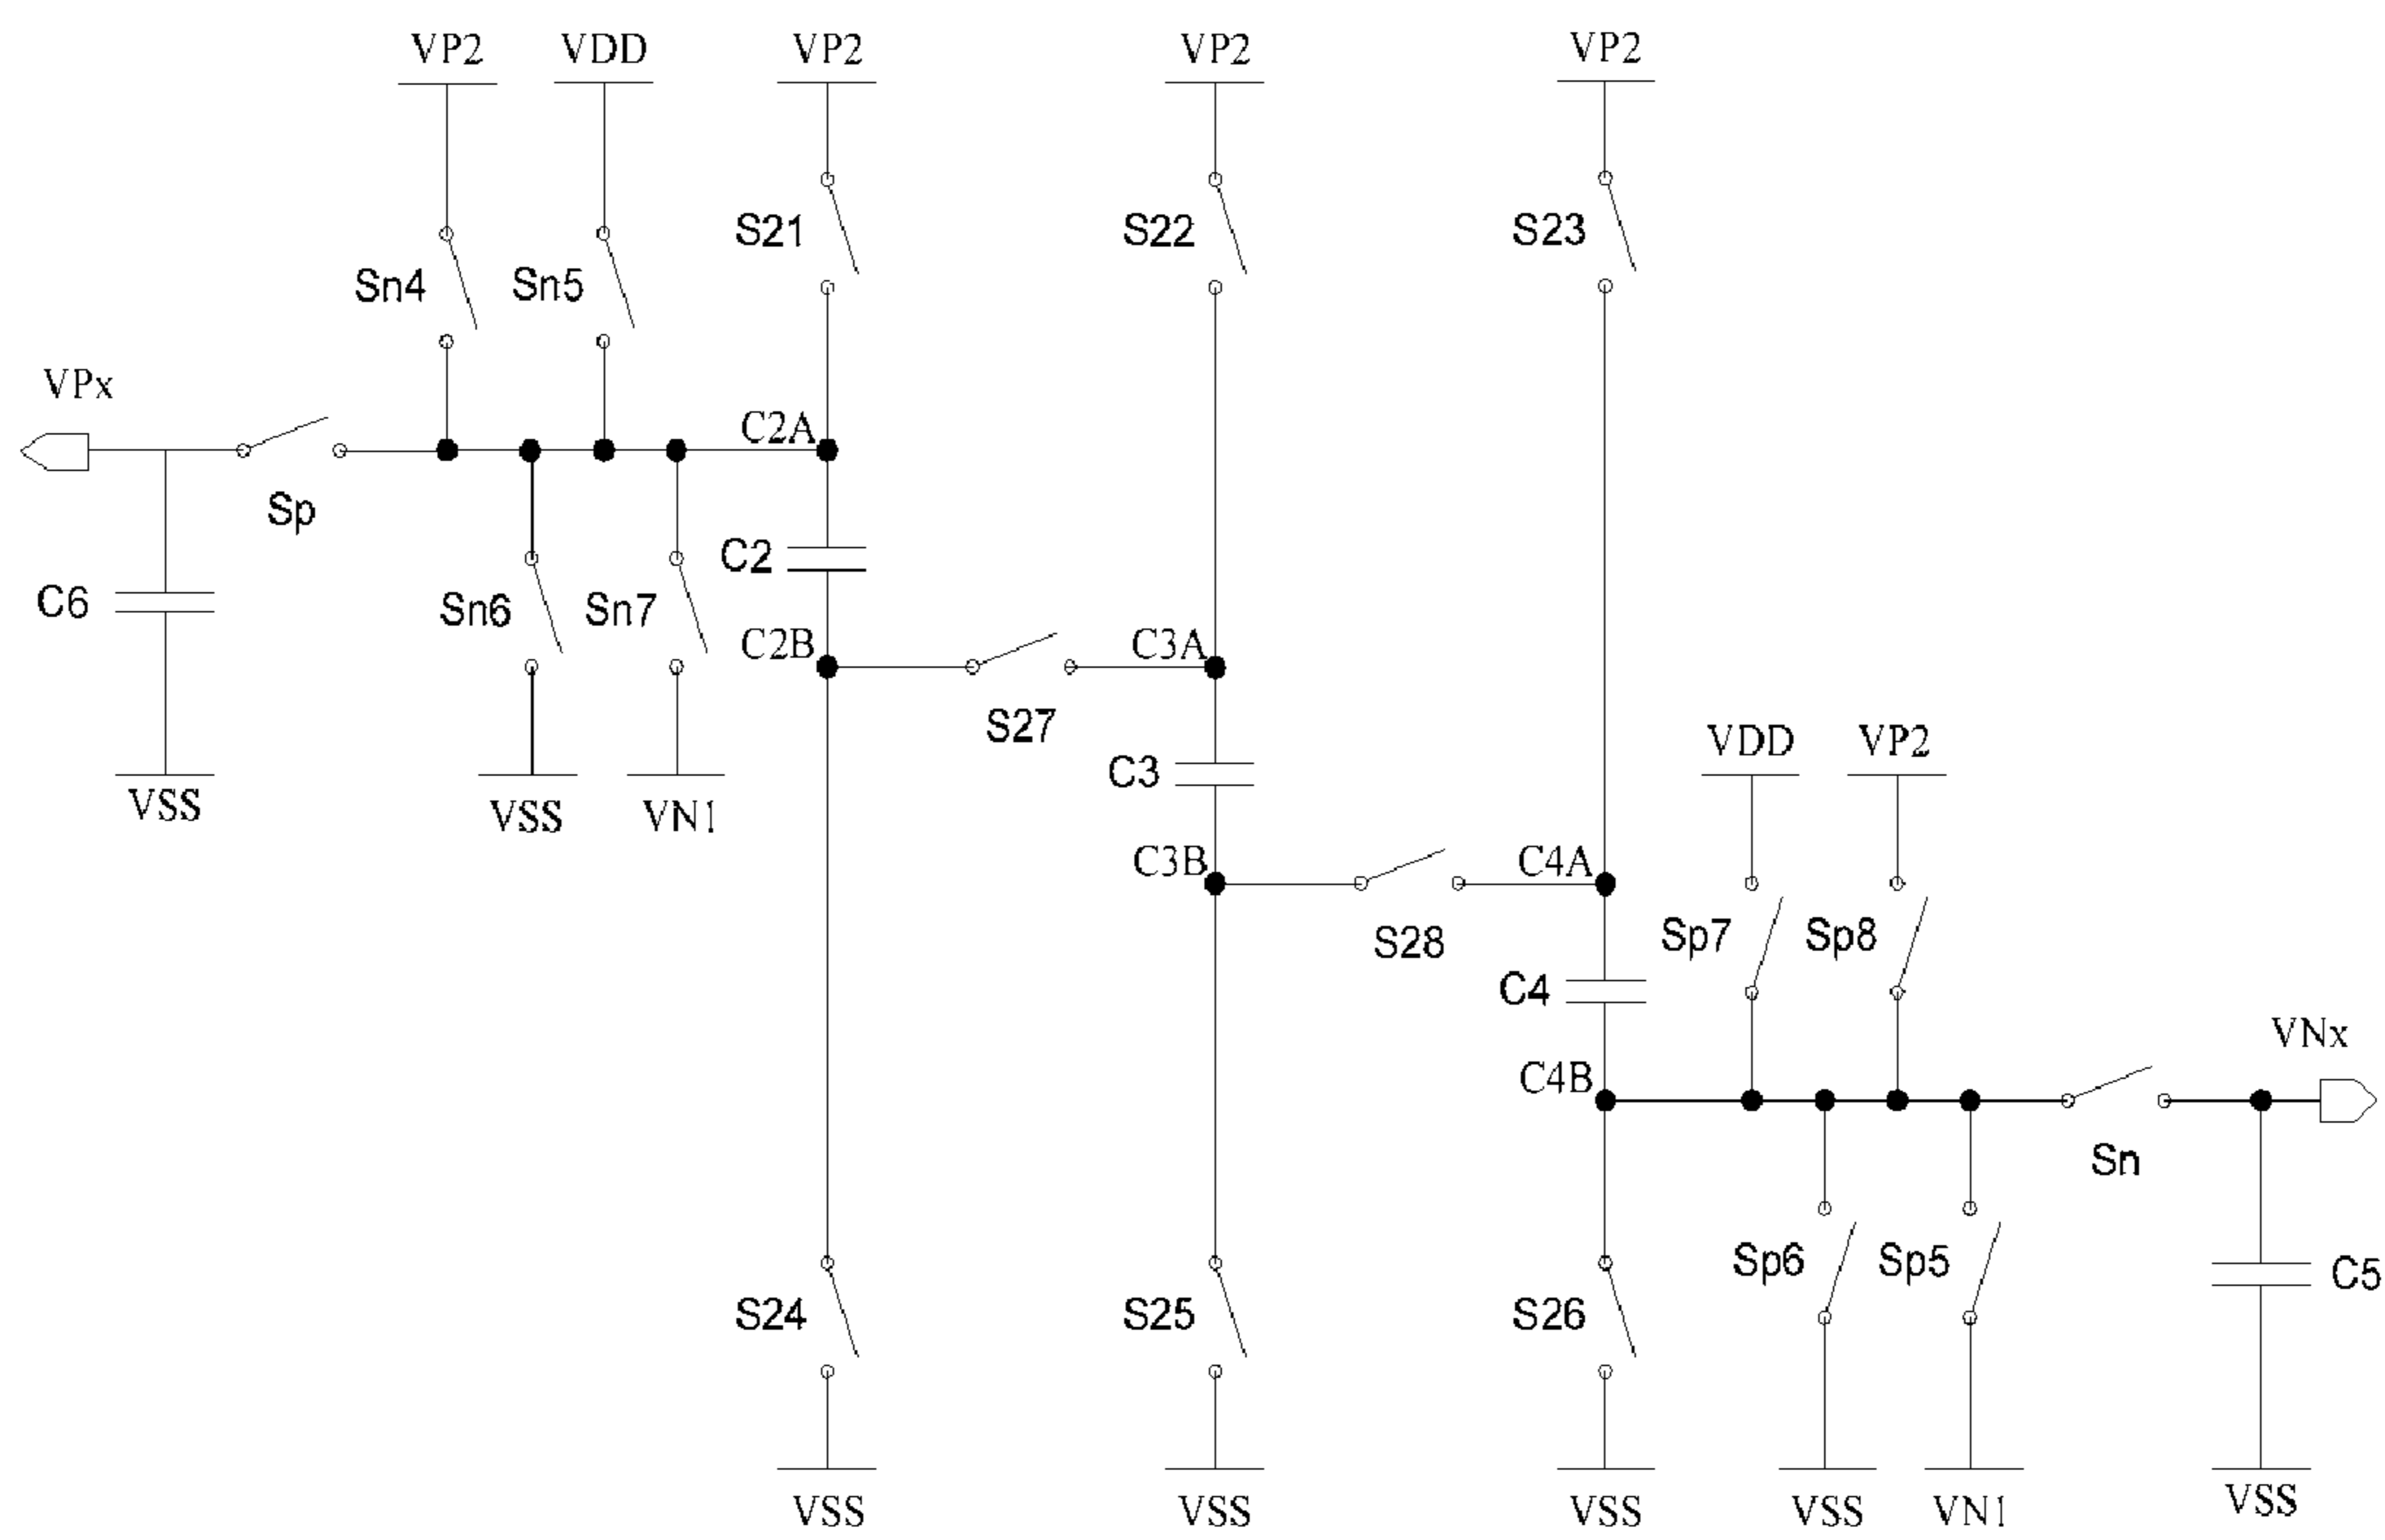 VP2 VDD VP2 VP2 VP2
S21 S22 S23
Sn4 Sn5
VPx
C2A
Sp
C2
C6 Sn6 Sn7
C2B C3A
S27
VDD VP2
C3
VSS VSS VN1
C3B C4A
S28 Sp7 Sp8
C4
VNx
C4B
Sn
Sp6 Sp5 C5
S24 S25 S26
VSS VSS VSS VSS VN1 VSS